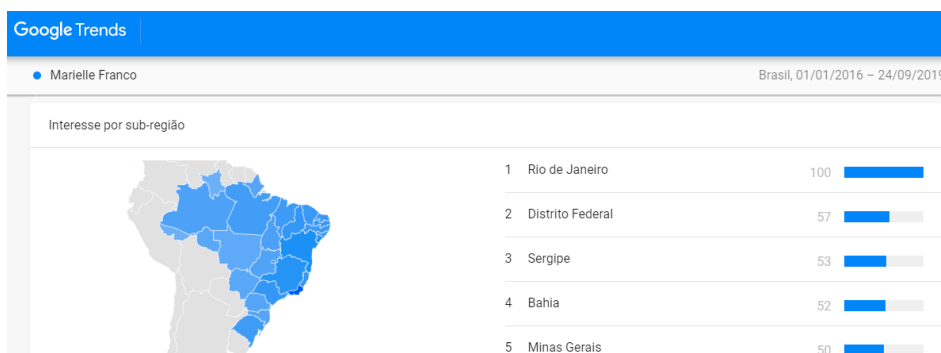 Google Trends
Marielle Franco
Brasil, 01/01/2016 – 24/09/2019
Interesse por sub-região
1 Rio de Janeiro 100
2 Distrito Federal 57
3 Sergipe 53
4 Bahia 52
5 Minas Gerais 50